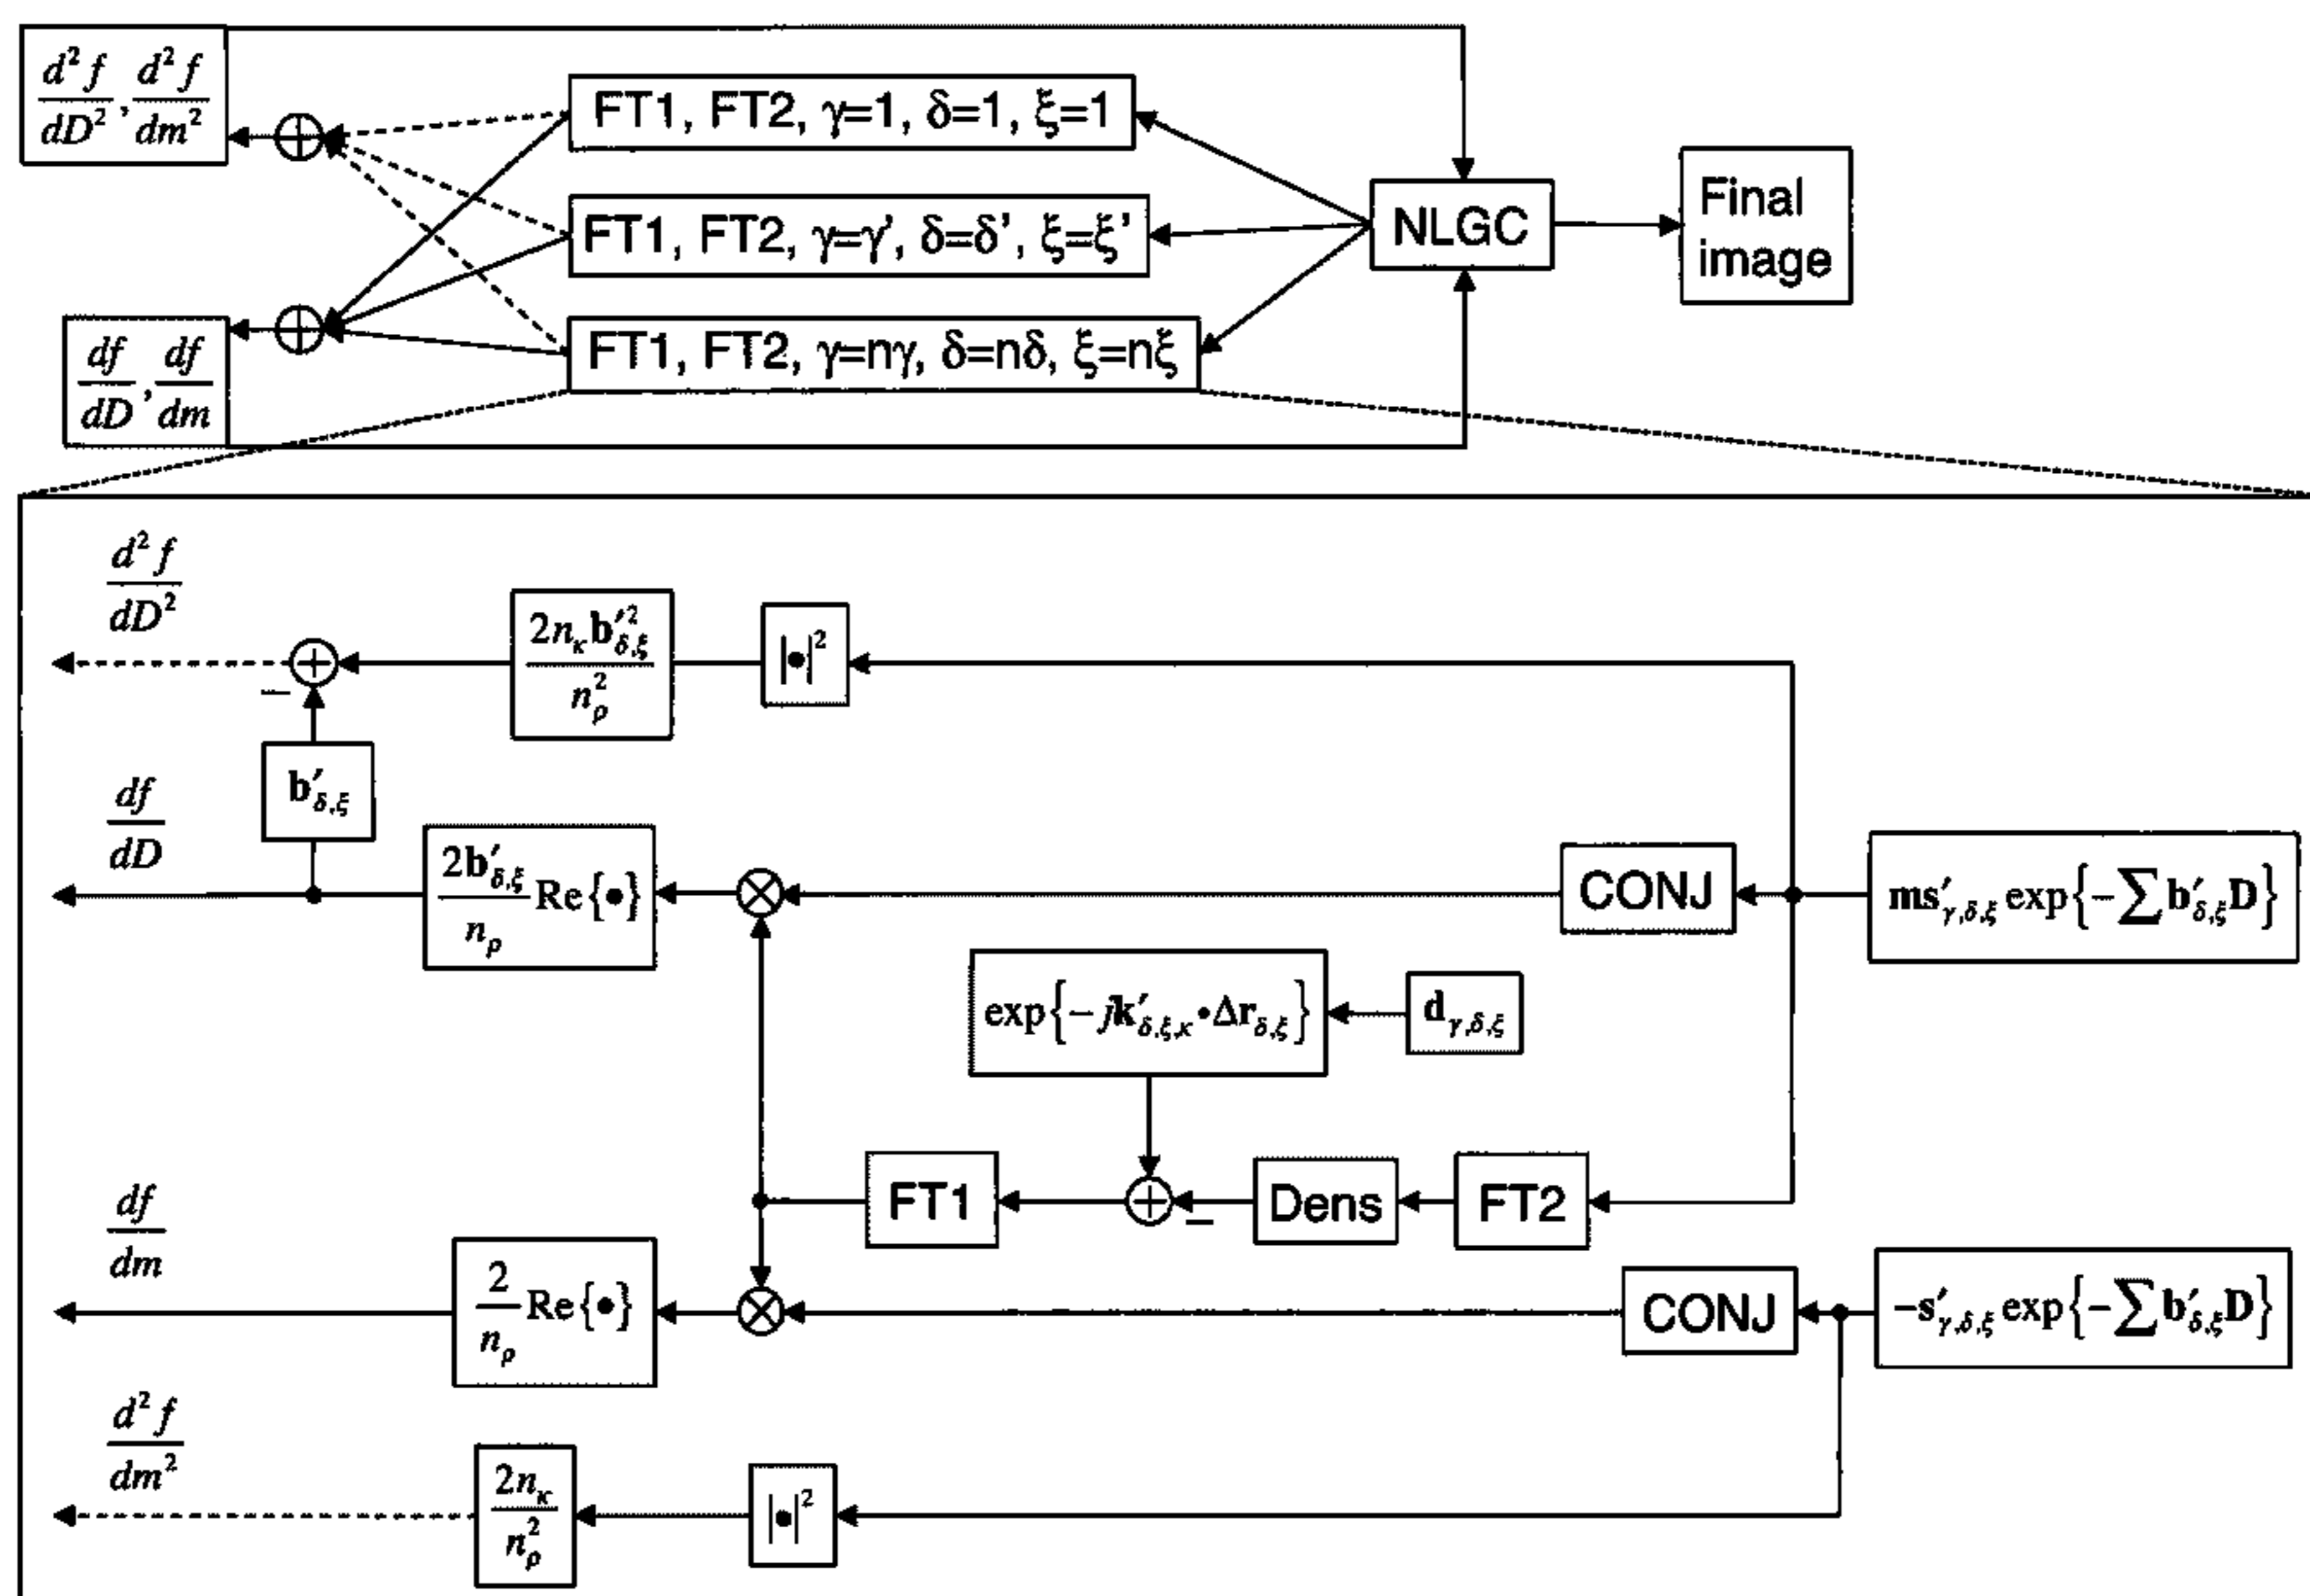 d²f/dD², d²f/dm²
FT1, FT2, γ=1, δ=1, ξ=1
FT1, FT2, γ=γ', δ=δ', ξ=ξ'
NLGC
Final
image
df/dD, df/dm
FT1, FT2, γ=nγ, δ=nδ, ξ=nξ
d²f/dD²
2n_κ b′²_δ,ξ / n²_ρ
|•|²
−
b′_δ,ξ
df/dD
2b′_δ,ξ / n_ρ Re{•}
CONJ
ms′_γ,δ,ξ exp{−∑b′_δ,ξ D}
exp{−jk′_δ,ξ,κ•Δr_δ,ξ}
d_γ,δ,ξ
FT1
−
Dens
FT2
df/dm
2/n_ρ Re{•}
CONJ
−s′_γ,δ,ξ exp{−∑b′_δ,ξ D}
d²f/dm²
2n_κ / n²_ρ
|•|²